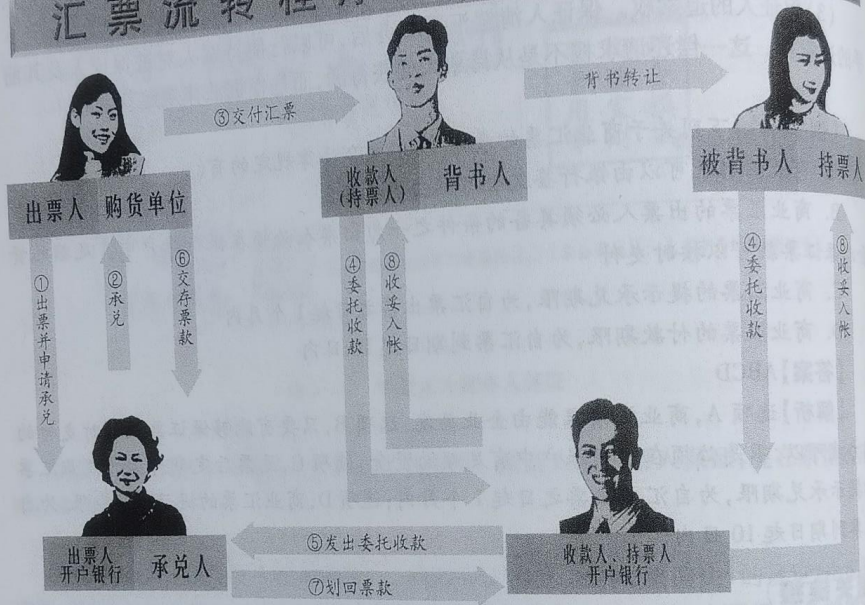 汇票流转程序
③交付汇票
背书转让
出票人 购货单位
收款人
(持票人)
背书人
被背书人 持票人
①出票并申请承兑
②承兑
⑥交存票款
④委托收款
⑧收妥入帐
④委托收款
⑧收妥入帐
⑤发出委托收款
⑦划回票款
出票人
开户银行
承兑人
收款人、持票人
开户银行